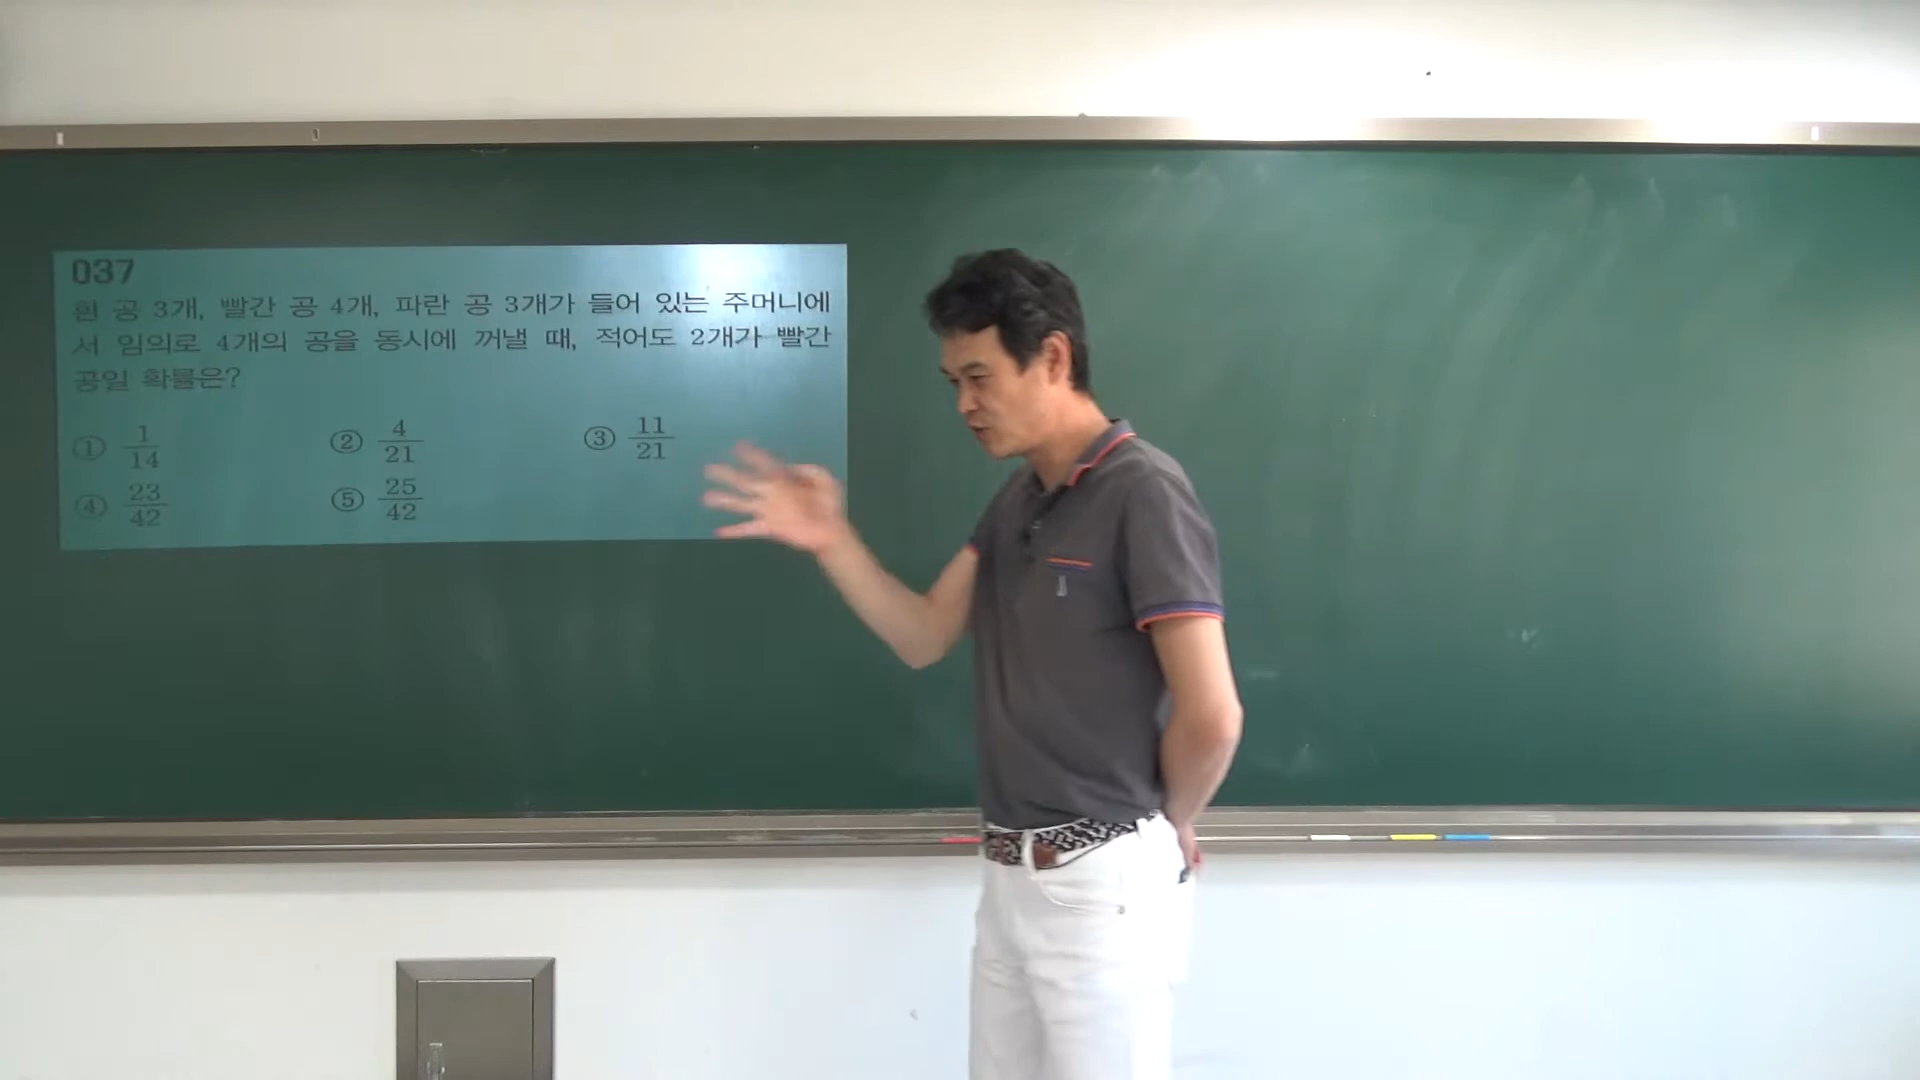 037
흰 공 3개, 빨간 공 4개, 파란 공 3개가 들어 있는 주머니에
서 임의로 4개의 공을 동시에 꺼낼 때, 적어도 2개가 빨간
공일 확률은?
① 1/14 ② 4/21 ③ 11/21
④ 23/42 ⑤ 25/42